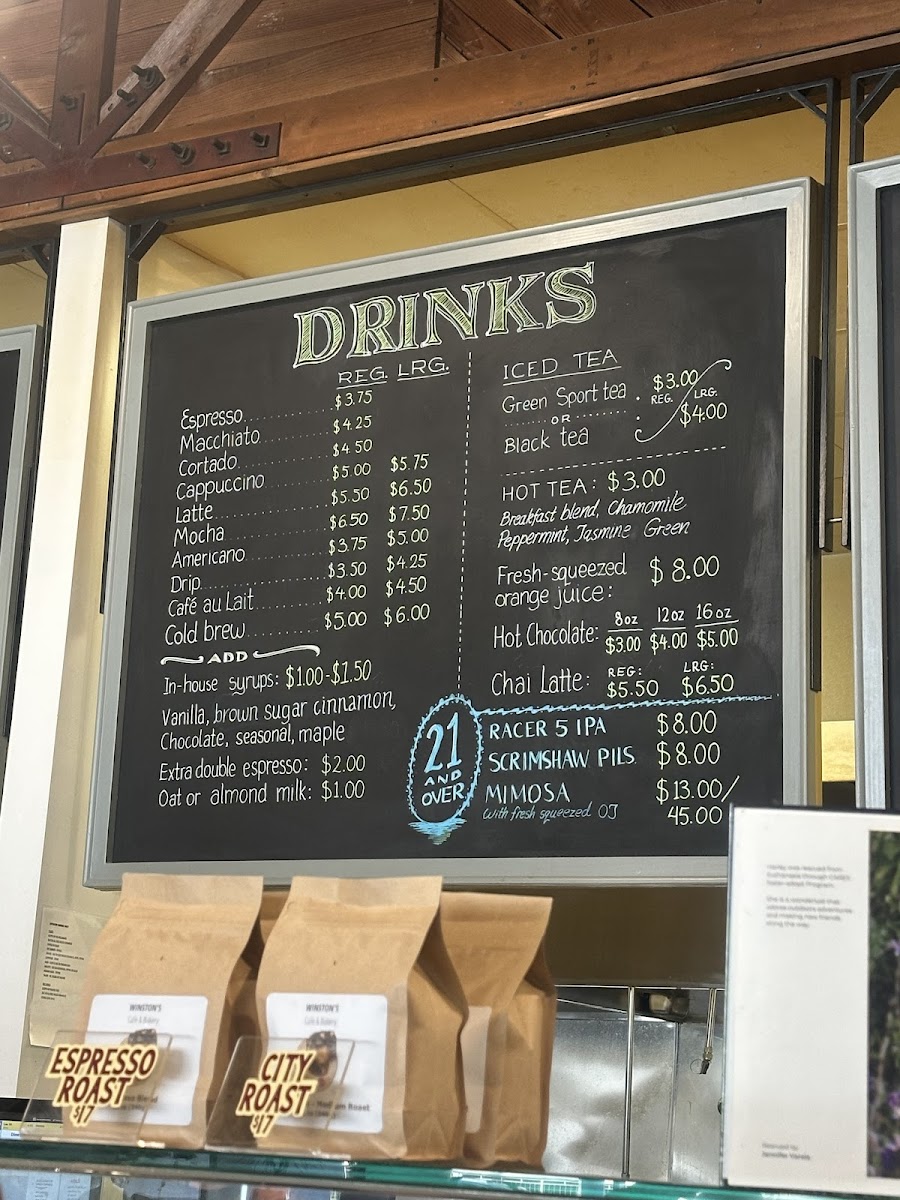 DRINKS
REG. LRG.
Espresso $3.75
Macchiato $4.25
Cortado $4.50
Cappuccino $5.00 $5.75
Latte $5.50 $6.50
Mocha $6.50 $7.50
Americano $3.75 $5.00
Drip $3.50 $4.25
Café au Lait $4.00 $4.50
Cold brew $5.00 $6.00
ADD
In-house syrups: $1.00-$1.50
Vanilla, brown sugar cinnamon,
Chocolate, seasonal, maple
Extra double espresso: $2.00
Oat or almond milk: $1.00
ICED TEA
Green Sport tea
OR
Black tea
$3.00
REG. LRG.
$4.00
HOT TEA: $3.00
Breakfast blend, Chamomile
Peppermint, Jasmine Green
Fresh-squeezed $8.00
orange juice:
8oz 12oz 16oz
Hot Chocolate: $3.00 $4.00 $5.00
REG: LRG:
Chai Latte: $5.50 $6.50
21
AND
OVER
RACER 5 IPA $8.00
SCRIMSHAW PILS $8.00
MIMOSA $13.00/
With fresh squeezed OJ 45.00
WINSTON'S
Café & Bakery
ESPRESSO
ROAST
$17
WINSTON'S
Café & Bakery
CITY
ROAST
$17